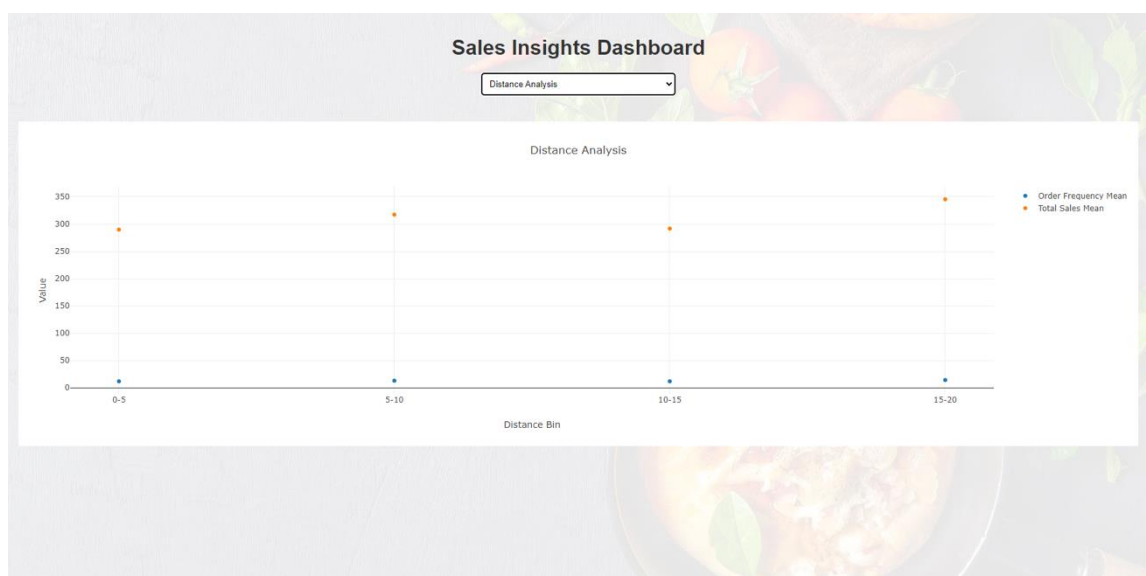 Sales Insights Dashboard
Distance Analysis
Distance Analysis
350
300
250
200
150
100
50
0
Value
0-5
5-10
10-15
15-20
Distance Bin
Order Frequency Mean
Total Sales Mean